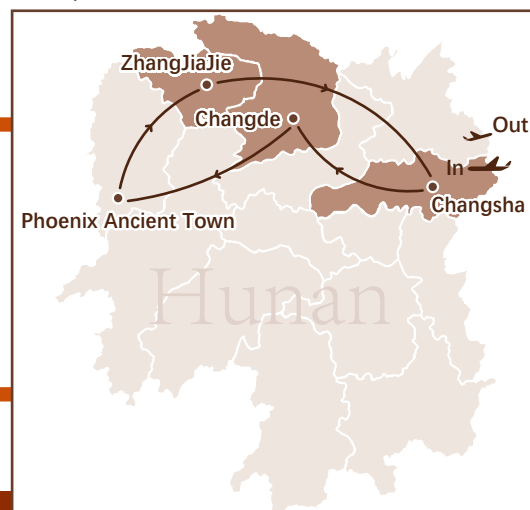 ZhangJiaJie
Changde
Out
In
Changsha
Phoenix Ancient Town
Hunan